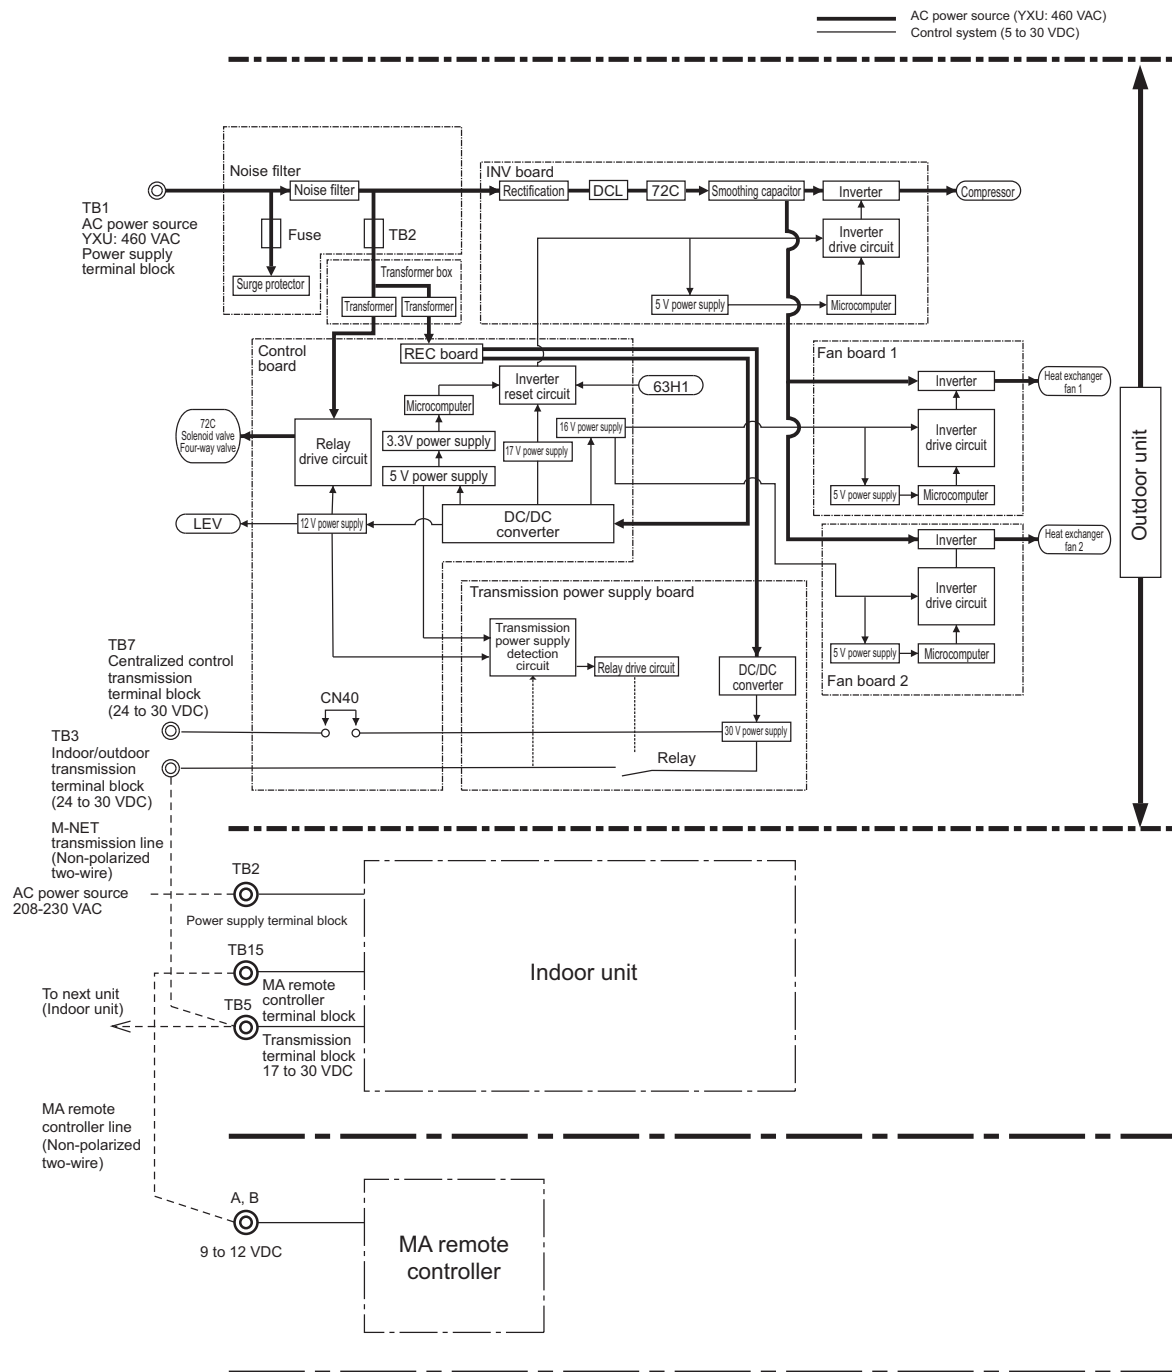 AC power source (YXU: 460 VAC)
Control system (5 to 30 VDC)
Noise filter
Noise filter
TB1
AC power source
YXU: 460 VAC
Power supply
terminal block
Fuse
TB2
Surge protector
Transformer box
Transformer
Transformer
INV board
Rectification
DCL
72C
Smoothing capacitor
Inverter
Compressor
Inverter
drive circuit
5 V power supply
Microcomputer
Control
board
REC board
Inverter
reset circuit
63H1
Microcomputer
72C
Solenoid valve
Four-way valve
Relay
drive circuit
3.3V power supply
17 V power supply
16 V power supply
5 V power supply
LEV
12 V power supply
DC/DC
converter
Fan board 1
Inverter
Heat exchanger
fan 1
Inverter
drive circuit
5 V power supply
Microcomputer
Inverter
Heat exchanger
fan 2
Inverter
drive circuit
5 V power supply
Microcomputer
Fan board 2
Outdoor unit
Transmission power supply board
Transmission
power supply
detection
circuit
Relay drive circuit
DC/DC
converter
30 V power supply
Relay
TB7
Centralized control
transmission
terminal block
(24 to 30 VDC)
CN40
TB3
Indoor/outdoor
transmission
terminal block
(24 to 30 VDC)
M-NET
transmission line
(Non-polarized
two-wire)
AC power source
208-230 VAC
TB2
Power supply terminal block
TB15
MA remote
controller
terminal block
To next unit
(Indoor unit)
TB5
Transmission
terminal block
17 to 30 VDC
Indoor unit
MA remote
controller line
(Non-polarized
two-wire)
A, B
9 to 12 VDC
MA remote
controller